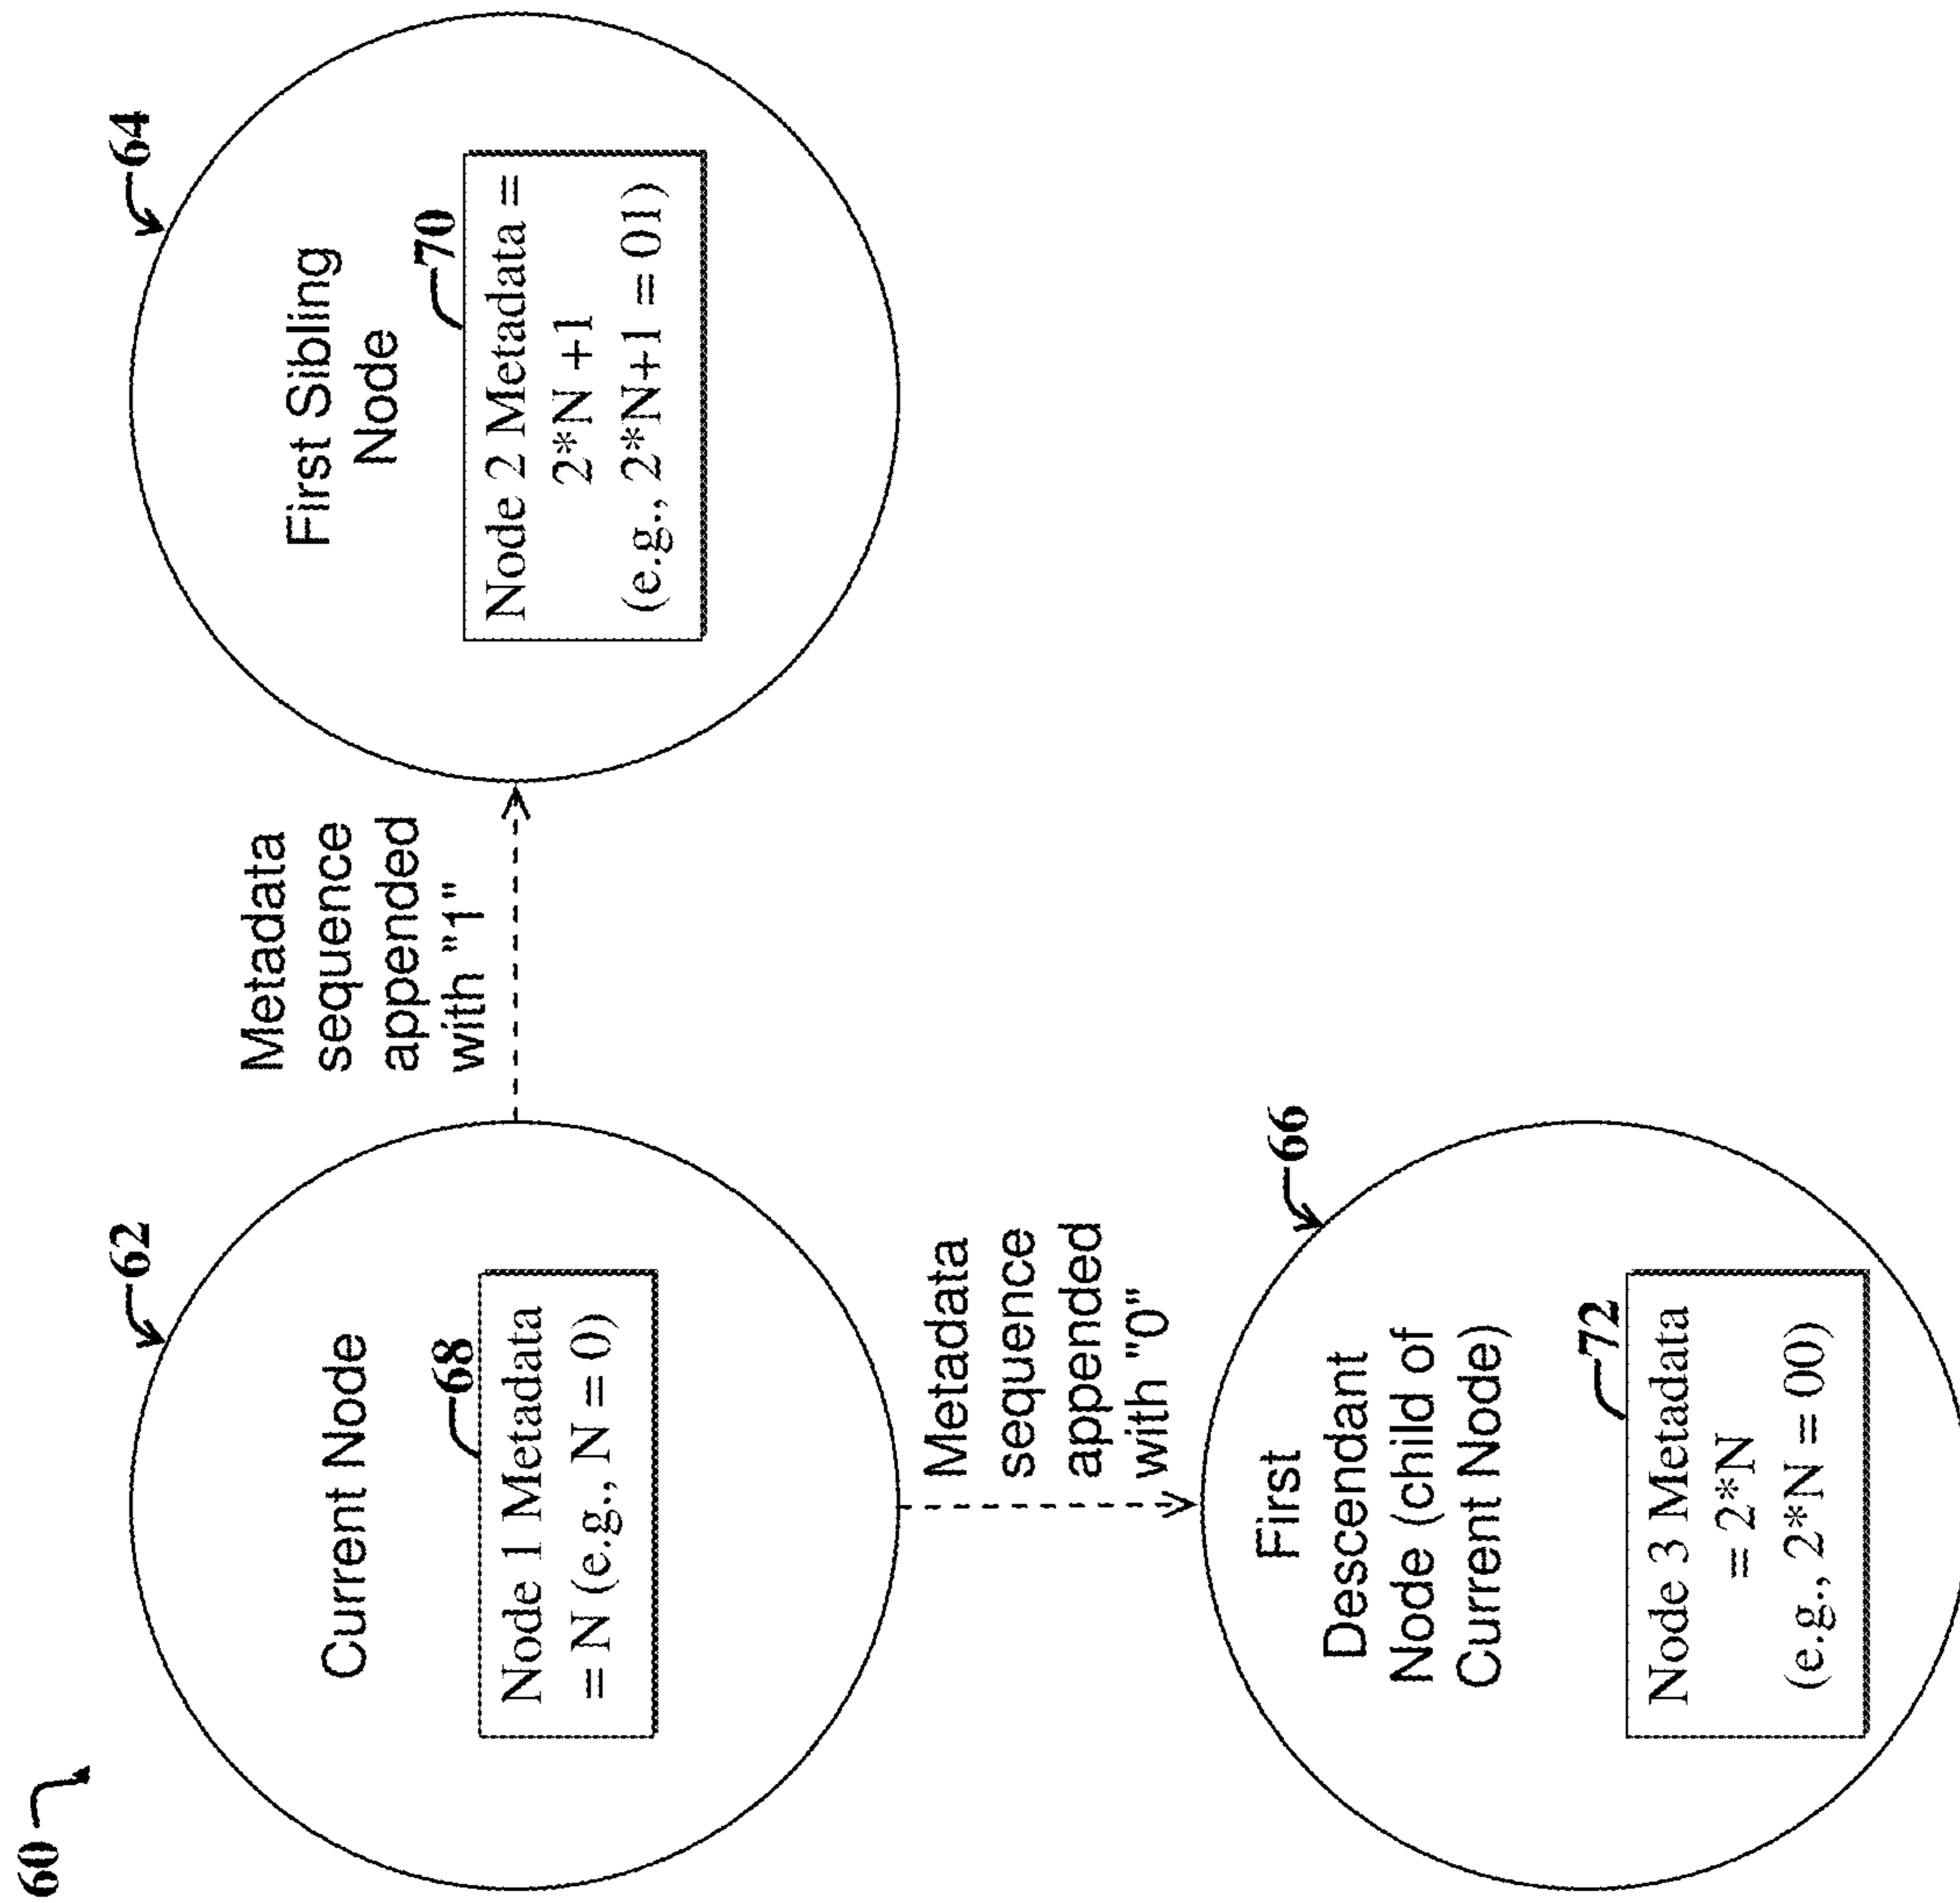 60
62
Current Node
68
Node 1 Metadata
= N (e.g., N = 0)
Metadata
sequence
appended
with "1"
64
First Sibling
Node
70
Node 2 Metadata =
2*N +1
(e.g., 2*N+1 = 01)
Metadata
sequence
appended
with "0"
66
First
Descendant
Node (child of
Current Node)
72
Node 3 Metadata
= 2*N
(e.g., 2*N = 00)